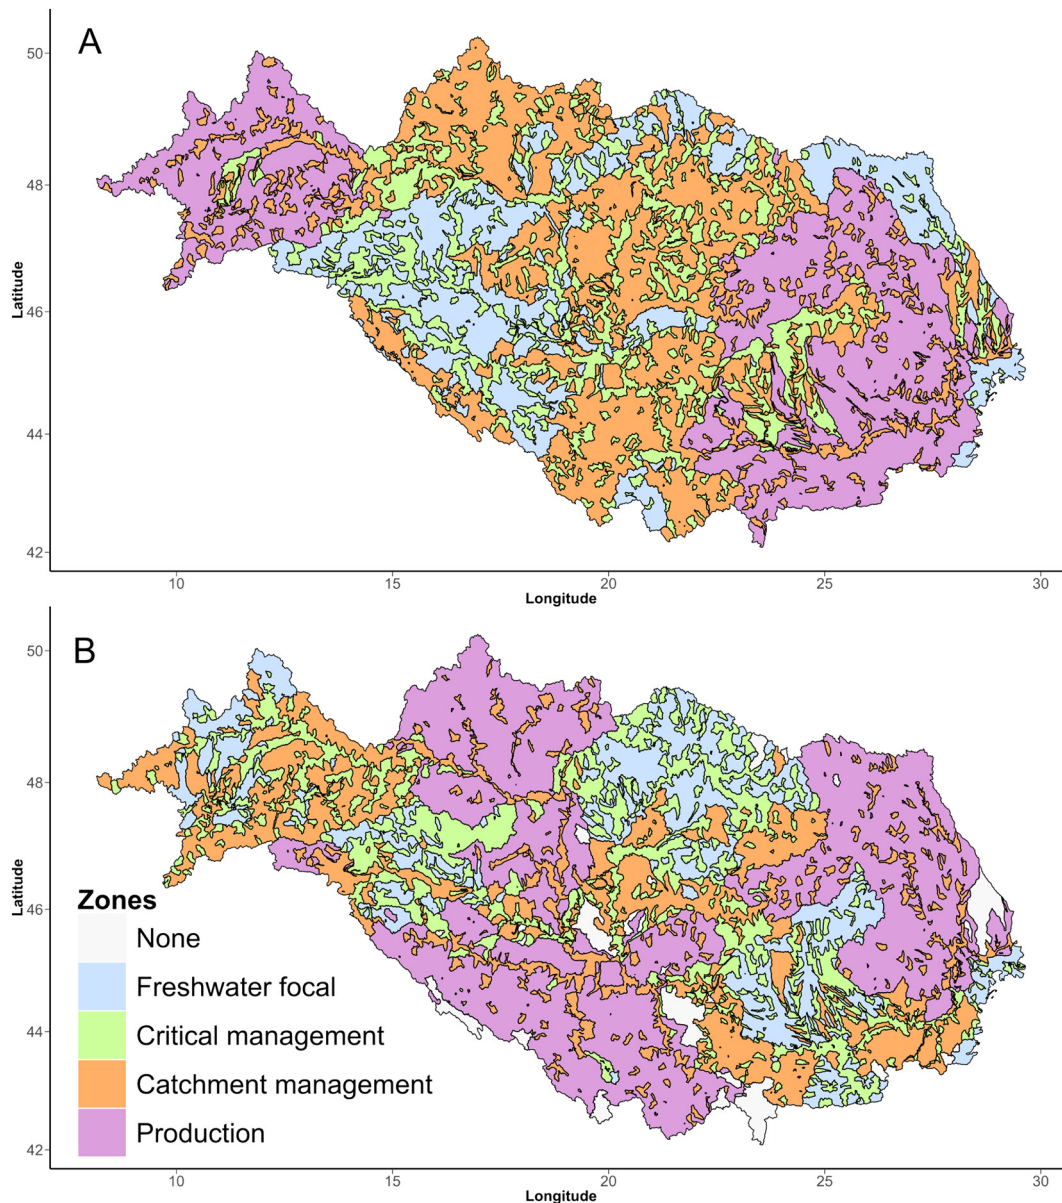 A
50
48
46
44
42
Latitude
10 15 20 25 30
Longitude
B
50
48
46
44
42
Latitude
Zones
None
Freshwater focal
Critical management
Catchment management
Production
10 15 20 25 30
Longitude